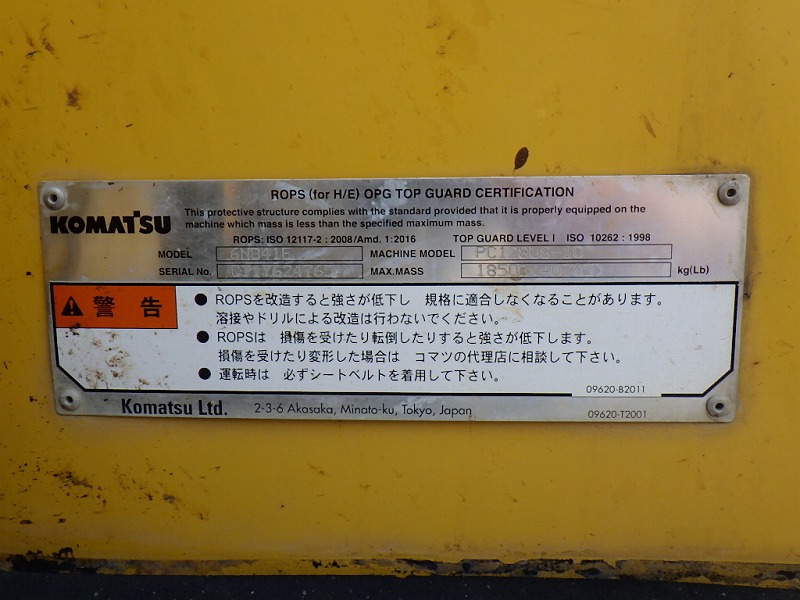 ROPS (for H/E) OPG TOP GUARD CERTIFICATION
KOMATSU
This protective structure complies with the standard provided that it is properly equipped on the
machine which mass is less than the specified maximum mass.
ROPS: ISO 12117-2 : 2008/Amd. 1:2016 TOP GUARD LEVEL I ISO 10262 : 1998
MODEL MACHINE MODEL PC128US-10
SERIAL No. MAX.MASS kg(Lb)
警告
● ROPSを改造すると強さが低下し 規格に適合しなくなることがあります。
溶接やドリルによる改造は行わないでください。
● ROPSは 損傷を受けたり転倒したりすると強さが低下します。
損傷を受けたり変形した場合は コマツの代理店に相談して下さい。
● 運転時は 必ずシートベルトを着用して下さい。
09620-B2011
Komatsu Ltd. 2-3-6 Akasaka, Minato-ku, Tokyo, Japan
09620-T2001